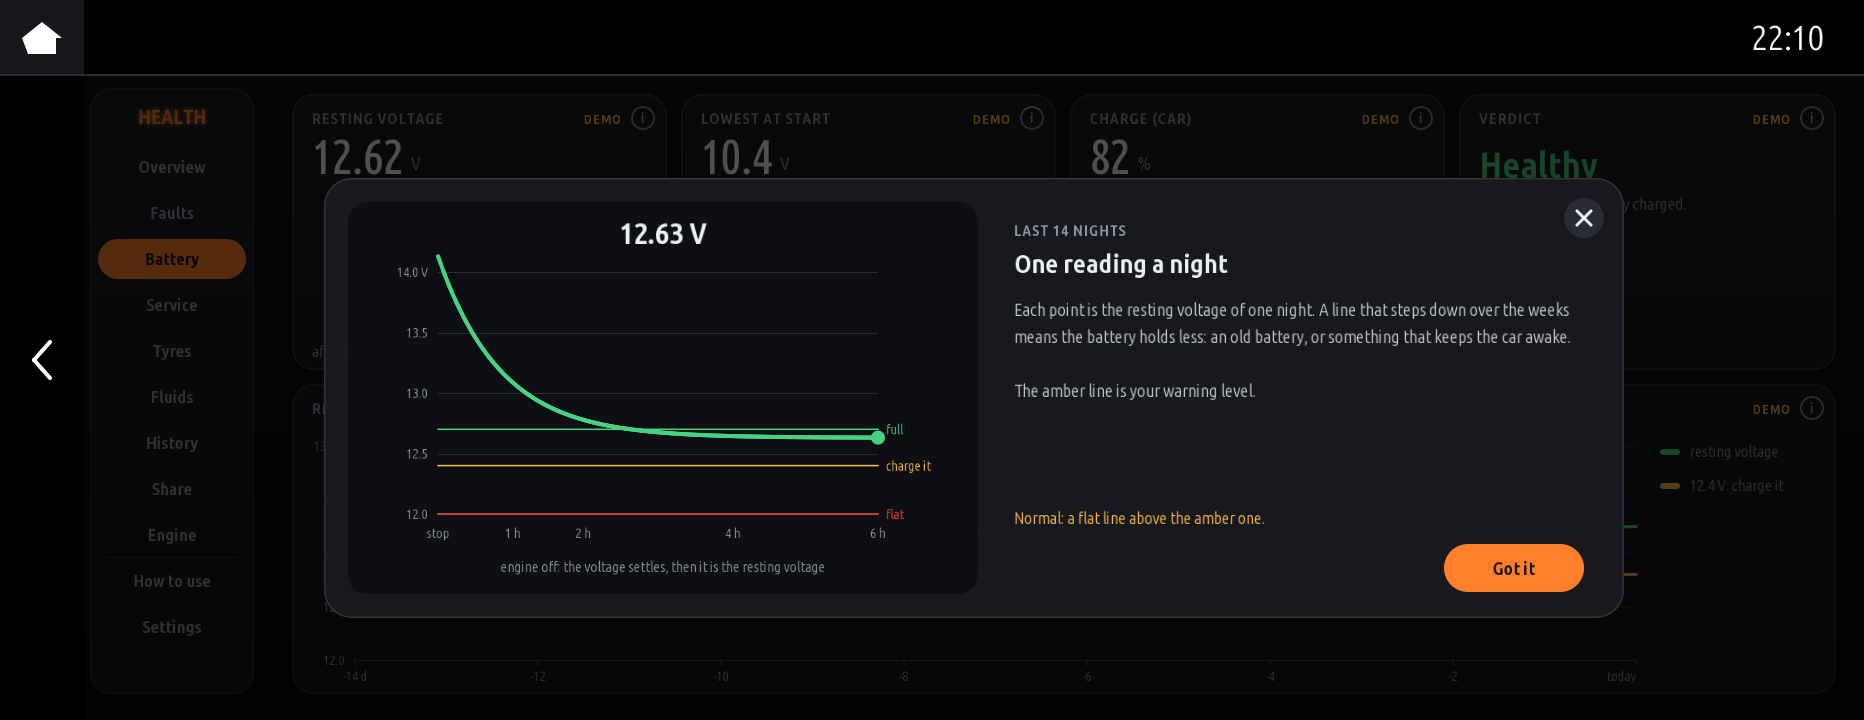 22:10
HEALTH
Overview
Faults
Battery
Service
Tyres
Fluids
History
Share
Engine
How to use
Settings
RESTING VOLTAGE DEMO i
12.62 V
LOWEST AT START DEMO i
10.4 V
CHARGE (CAR) DEMO i
82 %
VERDICT DEMO i
Healthy
charged.
12.63 V
14.0 V
13.5
13.0
12.5
12.0
full
charge it
flat
stop 1 h 2 h 4 h 6 h
engine off: the voltage settles, then it is the resting voltage
LAST 14 NIGHTS
One reading a night
Each point is the resting voltage of one night. A line that steps down over the weeks
means the battery holds less: an old battery, or something that keeps the car awake.
The amber line is your warning level.
Normal: a flat line above the amber one.
Got it
DEMO i
resting voltage
12.4 V: charge it
12.0
-14 d -12 -10 -8 -6 -4 -2 today